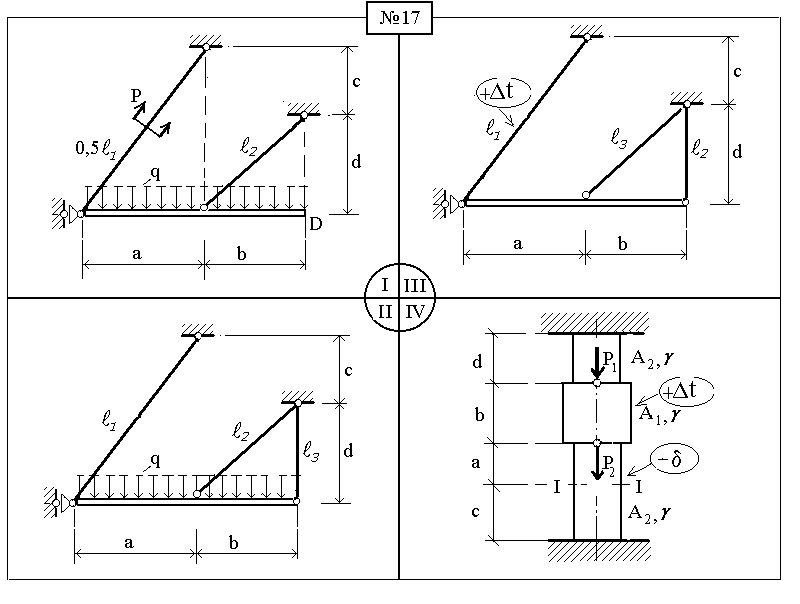 №17
P
0,5ℓ1
ℓ2
q
D
a
b
c
d
+Δt
ℓ1
ℓ3
ℓ2
a
b
c
d
I
III
II
IV
ℓ1
ℓ2
ℓ3
q
a
b
c
d
d
b
a
c
P1
A2, γ
+Δt
A1, γ
P2
−δ
I
I
A2, γ